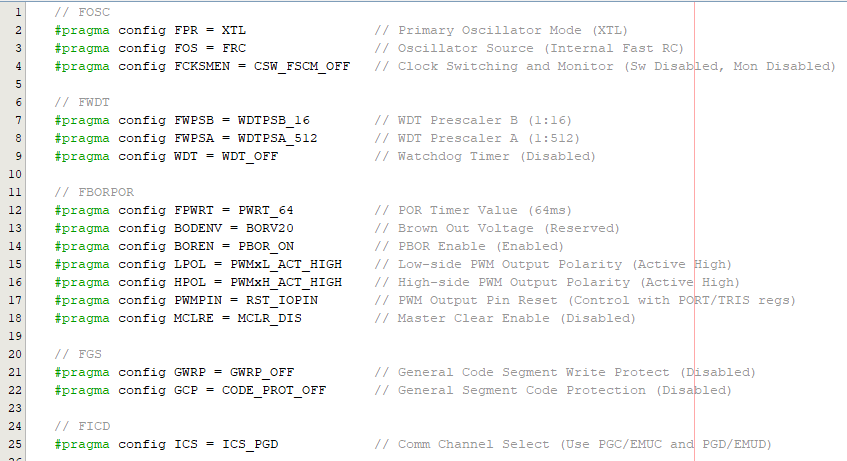 1 // FOSC
2 #pragma config FPR = XTL // Primary Oscillator Mode (XTL)
3 #pragma config FOS = FRC // Oscillator Source (Internal Fast RC)
4 #pragma config FCKSMEN = CSW_FSCM_OFF // Clock Switching and Monitor (Sw Disabled, Mon Disabled)
5
6 // FWDT
7 #pragma config FWPSB = WDTPSB_16 // WDT Prescaler B (1:16)
8 #pragma config FWPSA = WDTPSA_512 // WDT Prescaler A (1:512)
9 #pragma config WDT = WDT_OFF // Watchdog Timer (Disabled)
10
11 // FBORPOR
12 #pragma config FPWRT = PWRT_64 // POR Timer Value (64ms)
13 #pragma config BODENV = BORV20 // Brown Out Voltage (Reserved)
14 #pragma config BOREN = PBOR_ON // PBOR Enable (Enabled)
15 #pragma config LPOL = PWMxL_ACT_HIGH // Low-side PWM Output Polarity (Active High)
16 #pragma config HPOL = PWMxH_ACT_HIGH // High-side PWM Output Polarity (Active High)
17 #pragma config PWMPIN = RST_IOPIN // PWM Output Pin Reset (Control with PORT/TRIS regs)
18 #pragma config MCLRE = MCLR_DIS // Master Clear Enable (Disabled)
19
20 // FGS
21 #pragma config GWRP = GWRP_OFF // General Code Segment Write Protect (Disabled)
22 #pragma config GCP = CODE_PROT_OFF // General Segment Code Protection (Disabled)
23
24 // FICD
25 #pragma config ICS = ICS_PGD // Comm Channel Select (Use PGC/EMUC and PGD/EMUD)